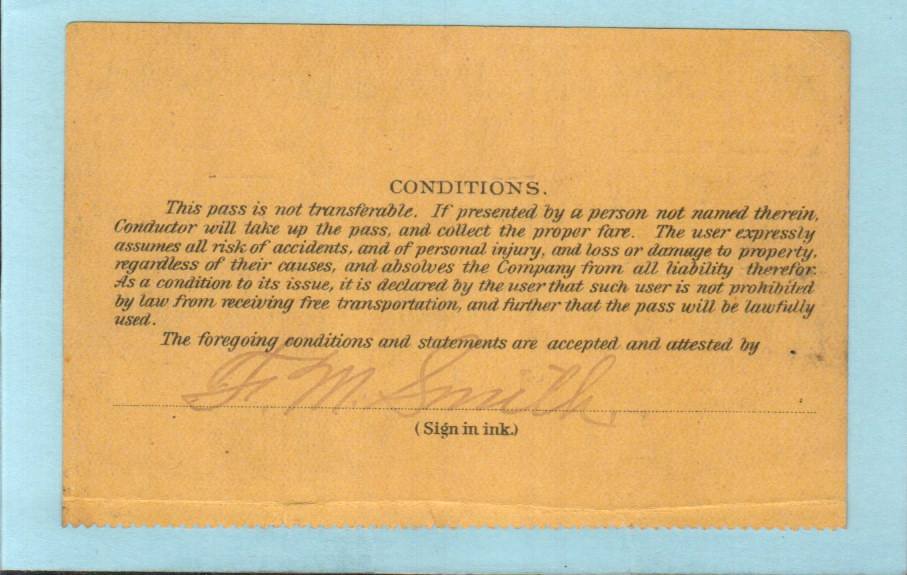 CONDITIONS.
This pass is not transferable. If presented by a person not named therein,
Conductor will take up the pass, and collect the proper fare. The user expressly
assumes all risk of accidents, and of personal injury, and loss or damage to property,
regardless of their causes, and absolves the Company from all liability therefor.
As a condition to its issue, it is declared by the user that such user is not prohibited
by law from receiving free transportation, and further that the pass will be lawfully
used.
The foregoing conditions and statements are accepted and attested by
F. M. Smith.
(Sign in ink.)